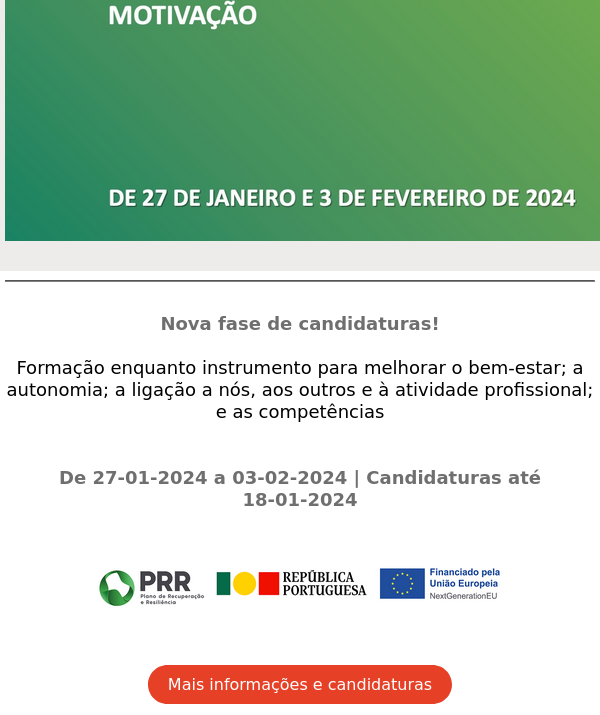 MOTIVAÇÃO
DE 27 DE JANEIRO E 3 DE FEVEREIRO DE 2024
Nova fase de candidaturas!
Formação enquanto instrumento para melhorar o bem-estar; a
autonomia; a ligação a nós, aos outros e à atividade profissional;
e as competências
De 27-01-2024 a 03-02-2024 | Candidaturas até
18-01-2024
PRR
Plano de Recuperação
e Resiliência
REPÚBLICA
PORTUGUESA
Financiado pela
União Europeia
NextGenerationEU
Mais informações e candidaturas